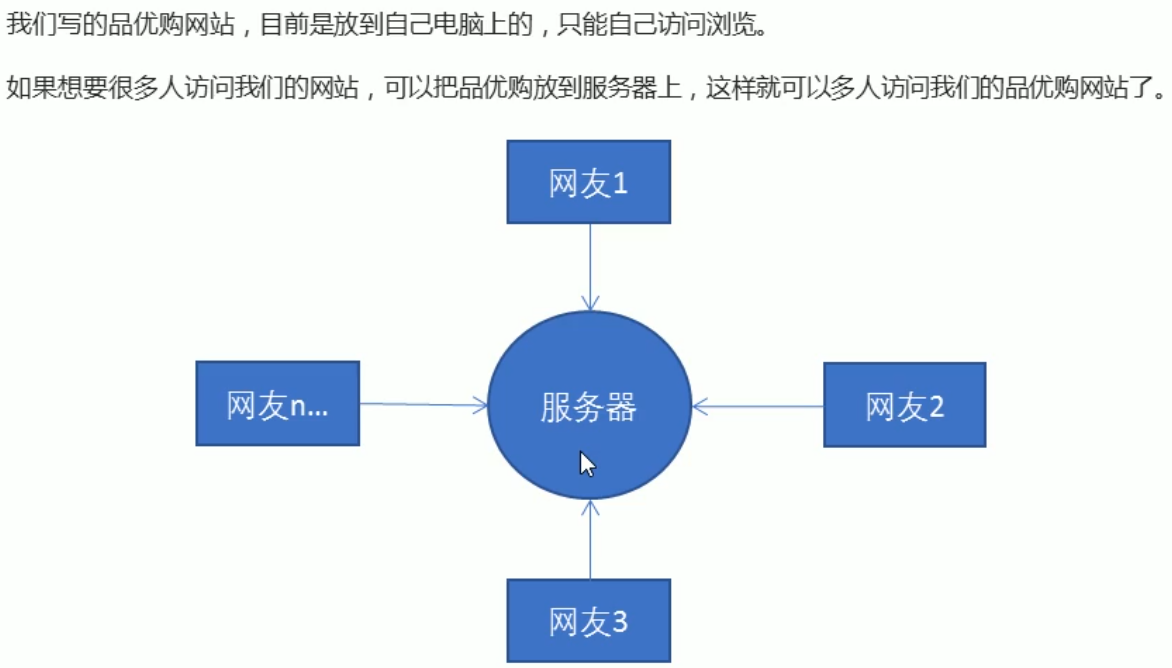 我们写的品优购网站，目前是放到自己电脑上的，只能自己访问浏览。
如果想要很多人访问我们的网站，可以把品优购放到服务器上，这样就可以多人访问我们的品优购网站了。
网友1
网友n...
服务器
网友2
网友3